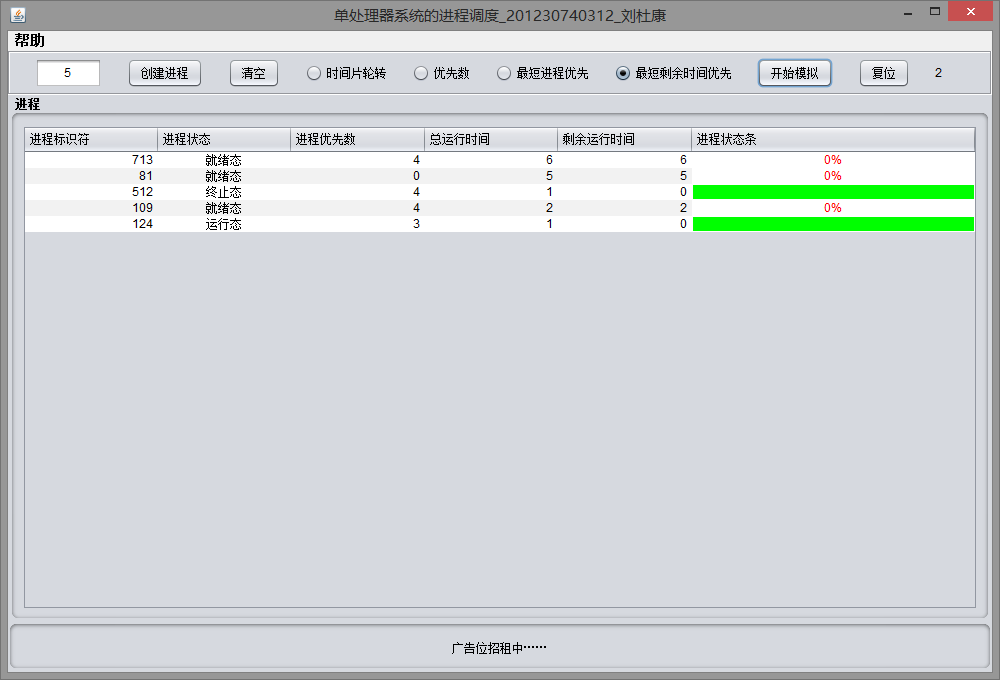 单处理器系统的进程调度_201230740312_刘杜康
帮助
5 创建进程 清空 时间片轮转 优先数 最短进程优先 最短剩余时间优先 开始模拟 复位 2
进程
进程标识符 进程状态 进程优先数 总运行时间 剩余运行时间 进程状态条
713 就绪态 4 6 6 0%
81 就绪态 0 5 5 0%
512 终止态 4 1 0
109 就绪态 4 2 2 0%
124 运行态 3 1 0
广告位招租中······